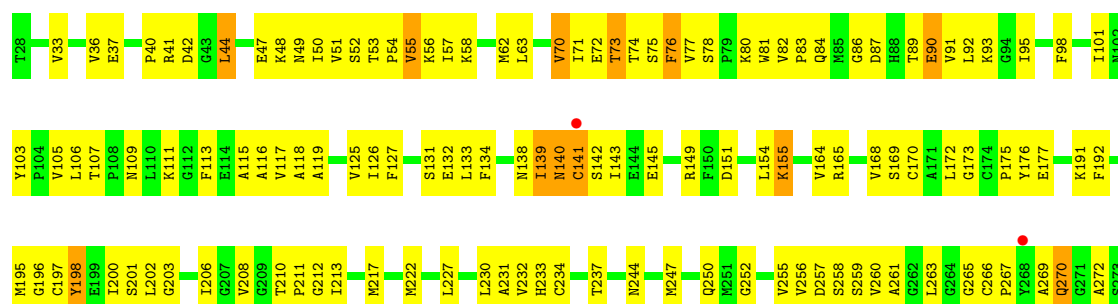 T28 V33 V36 E37 P40 R41 D42 G43 L44 E47 K48 N49 I50 V51 S52 T53 P54 V55 K56 I57 K58 M62 L63 V70 I71 E72 T73 T74 S75 F76 V77 S78 P79 K80 W81 V82 P83 Q84 M85 G86 D87 H88 T89 E90 V91 L92 K93 G94 I95 F98 I101 N102
Y103 P104 V105 L106 T107 P108 N109 L110 K111 G112 F113 E114 A115 A116 V117 A118 A119 V125 I126 F127 S131 E132 L133 F134 N138 I139 N140 C141 S142 I143 E144 E145 R149 F150 D151 L154 K155 V164 R165 V168 S169 C170 A171 L172 G173 C174 P175 Y176 E177 K191 F192
M195 G196 C197 Y198 E199 I200 S201 L202 G203 I206 G207 V208 G209 T210 P211 G212 I213 M217 M222 L227 L230 A231 V232 H233 C234 T237 N244 M247 Q250 M251 G252 V255 V256 D257 S258 S259 V260 A261 G262 L263 G264 G265 C266 P267 Y268 A269 Q270 G271 A272